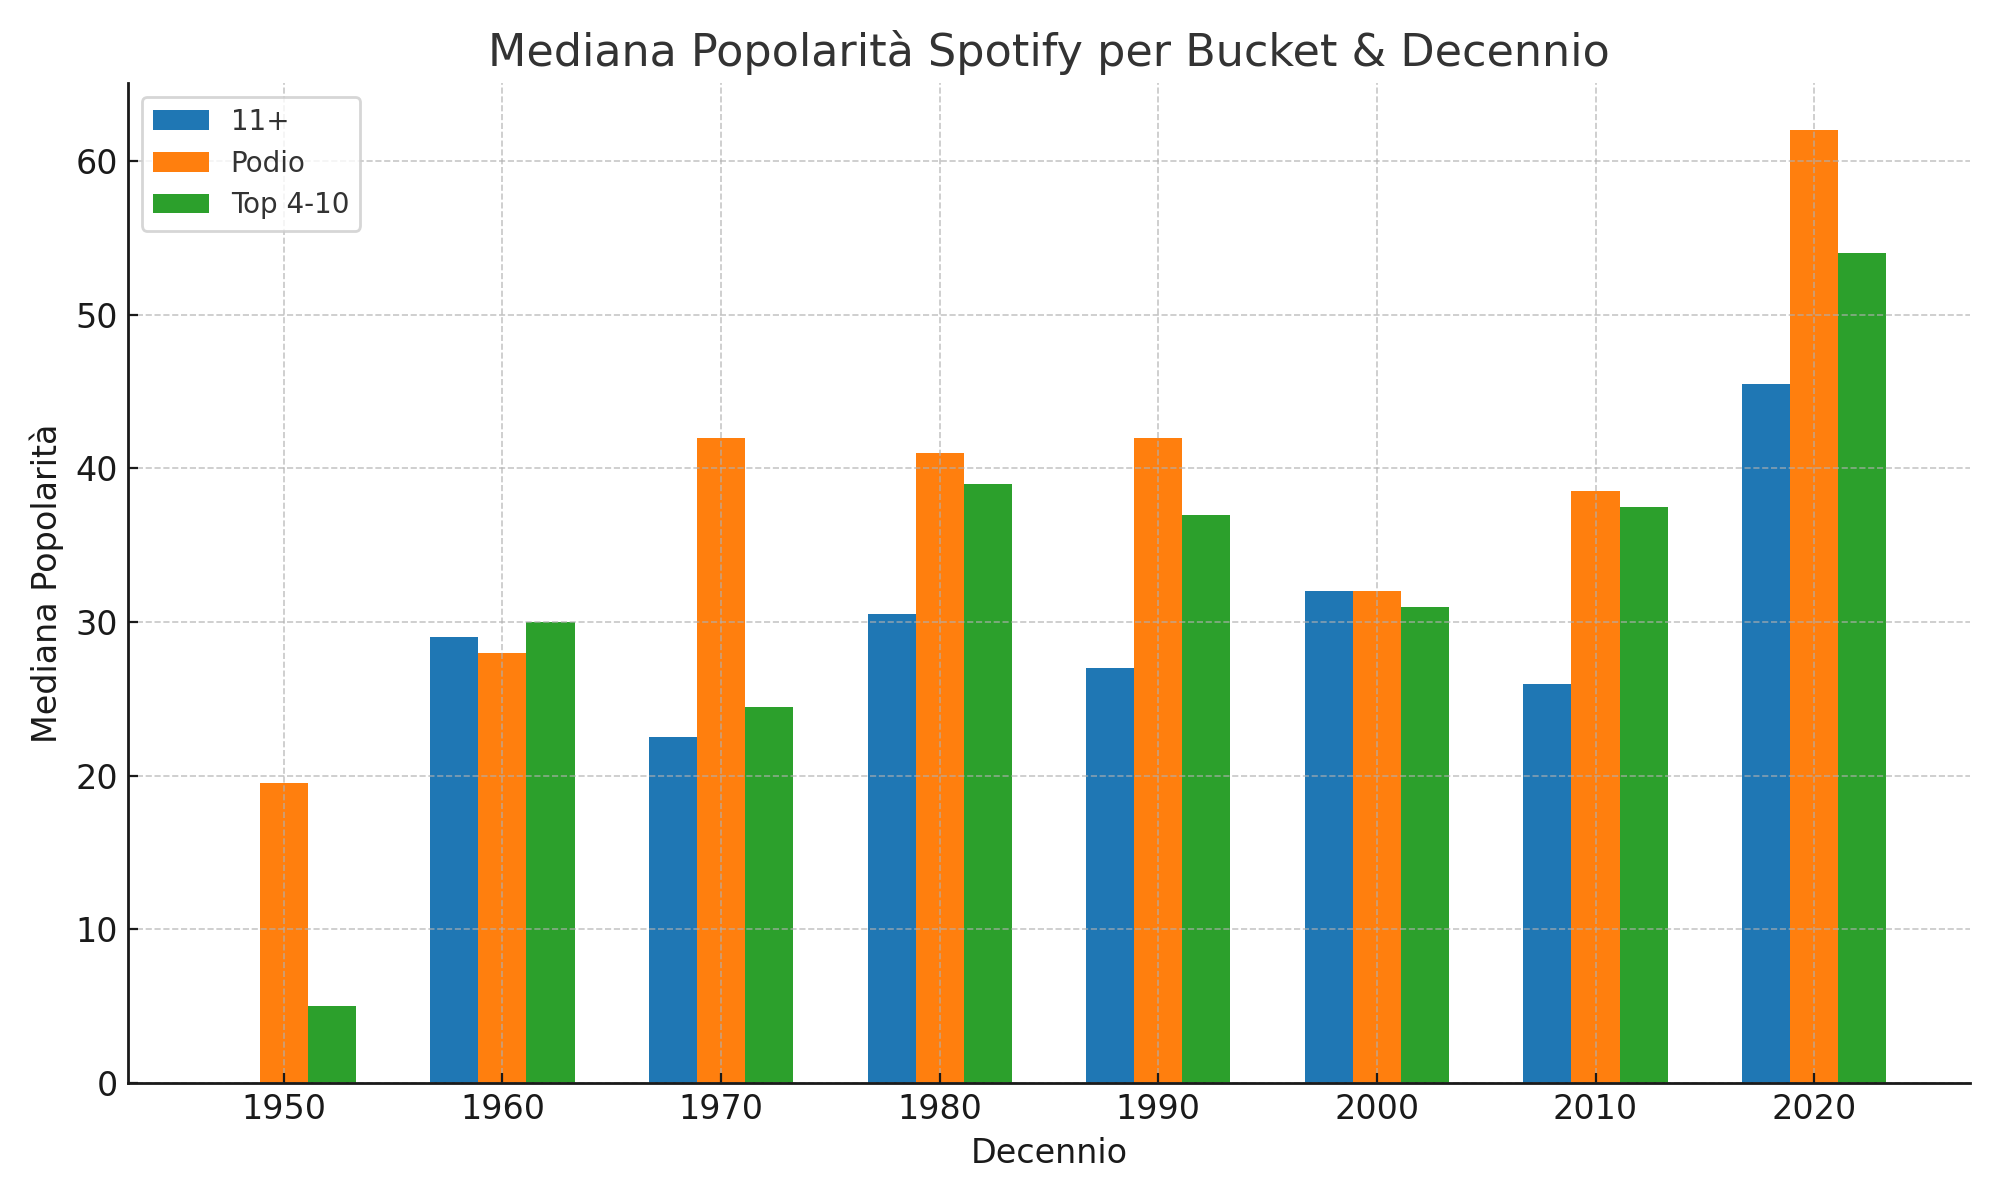 Mediana Popolarità Spotify per Bucket & Decennio
11+
Podio
Top 4-10
60
50
40
30
20
10
0
Mediana Popolarità
1950 1960 1970 1980 1990 2000 2010 2020
Decennio